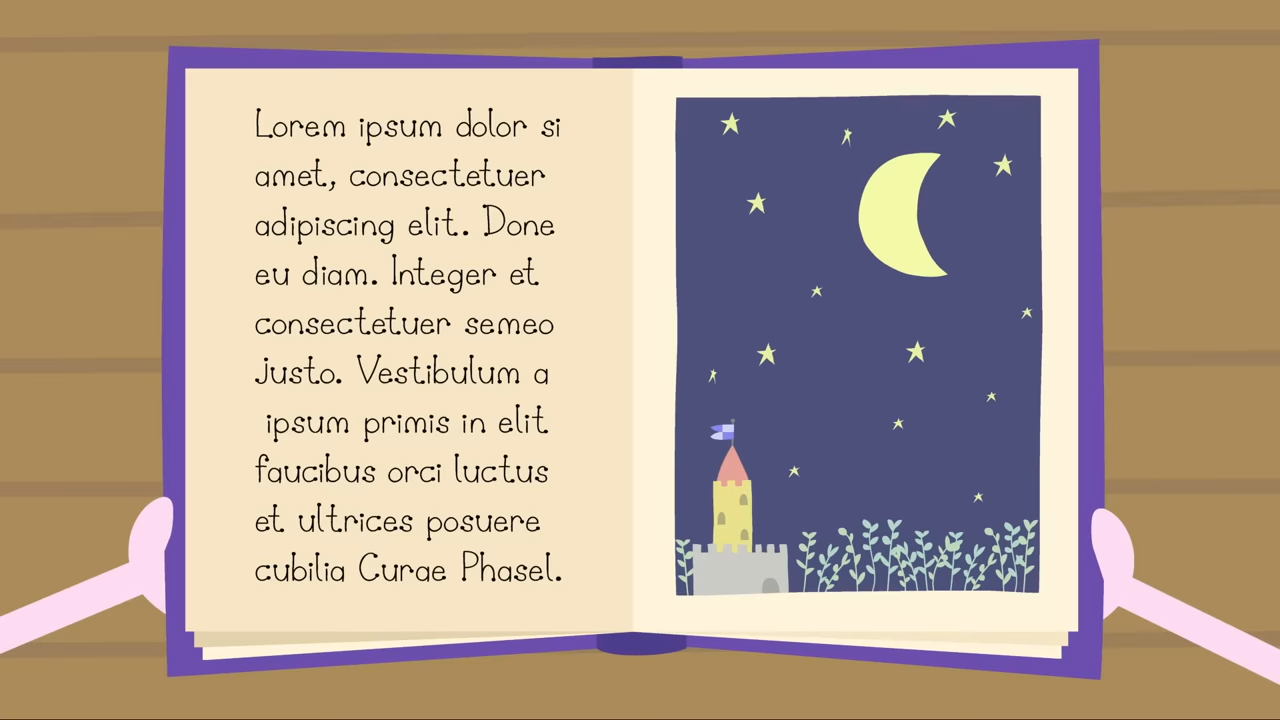 Lorem ipsum dolor si
amet, consectetuer
adipiscing elit. Done
eu diam. Integer et
consectetuer semeo
justo. Vestibulum a
ipsum primis in elit
faucibus orci luctus
et ultrices posuere
cubilia Curae Phasel.